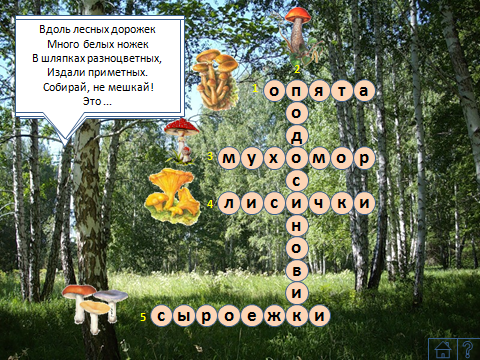 Вдоль лесных дорожек
Много белых ножек
В шляпках разноцветных,
Издали приметных.
Собирай, не мешкай!
Это ...
2
1 опята
подосиновики
3 мухомор
4 лисички
5 сыроежки
?